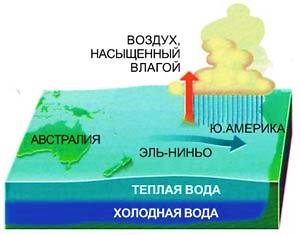 ВОЗДУХ,
НАСЫЩЕННЫЙ
ВЛАГОЙ
АВСТРАЛИЯ
Ю.АМЕРИКА
ЭЛЬ-НИНЬО
ТЕПЛАЯ ВОДА
ХОЛОДНАЯ ВОДА